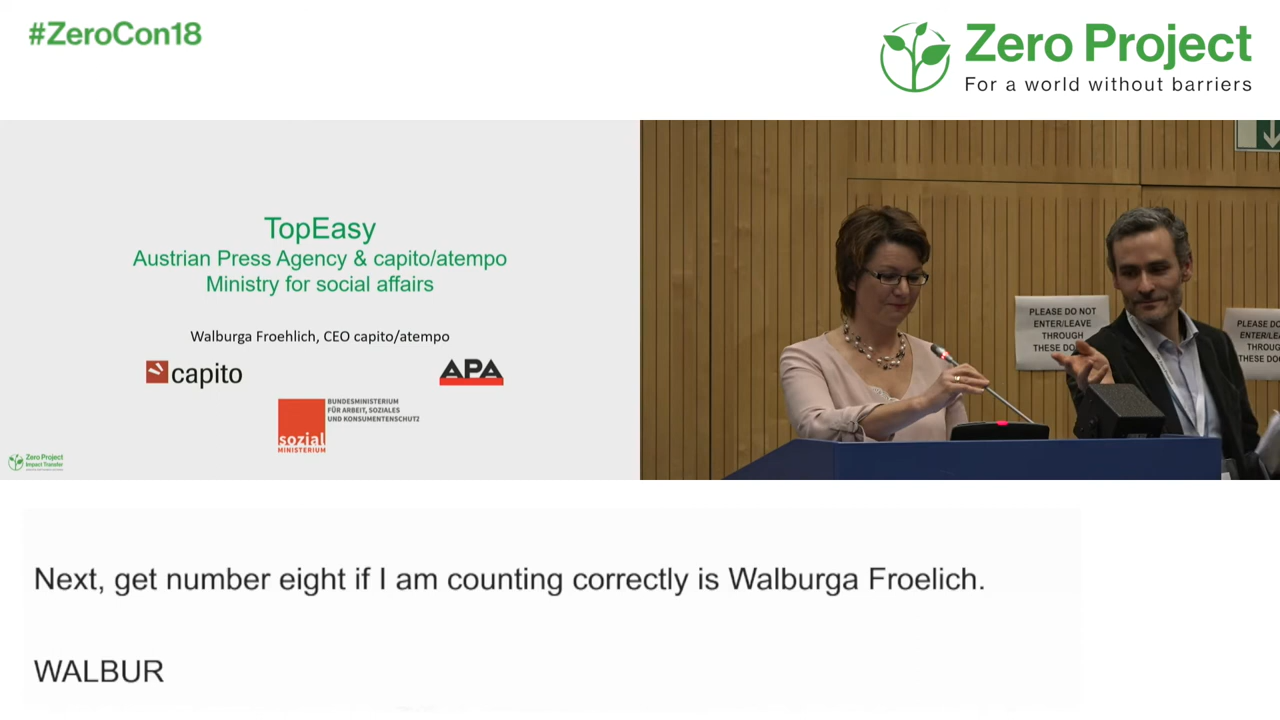 #ZeroCon18
Zero Project
For a world without barriers
TopEasy
Austrian Press Agency & capito/atempo
Ministry for social affairs
Walburga Froehlich, CEO capito/atempo
capito
APA
BUNDESMINISTERIUM
FÜR ARBEIT, SOZIALES
UND KONSUMENTENSCHUTZ
sozial
MINISTERIUM
Zero Project
Impact Transfer
PLEASE DO NOT
ENTER/LEAVE
THROUGH
THESE
PLEASE DO
ENTER/LE
THROUG
THESE DO
Next, get number eight if I am counting correctly is Walburga Froelich.
WALBUR